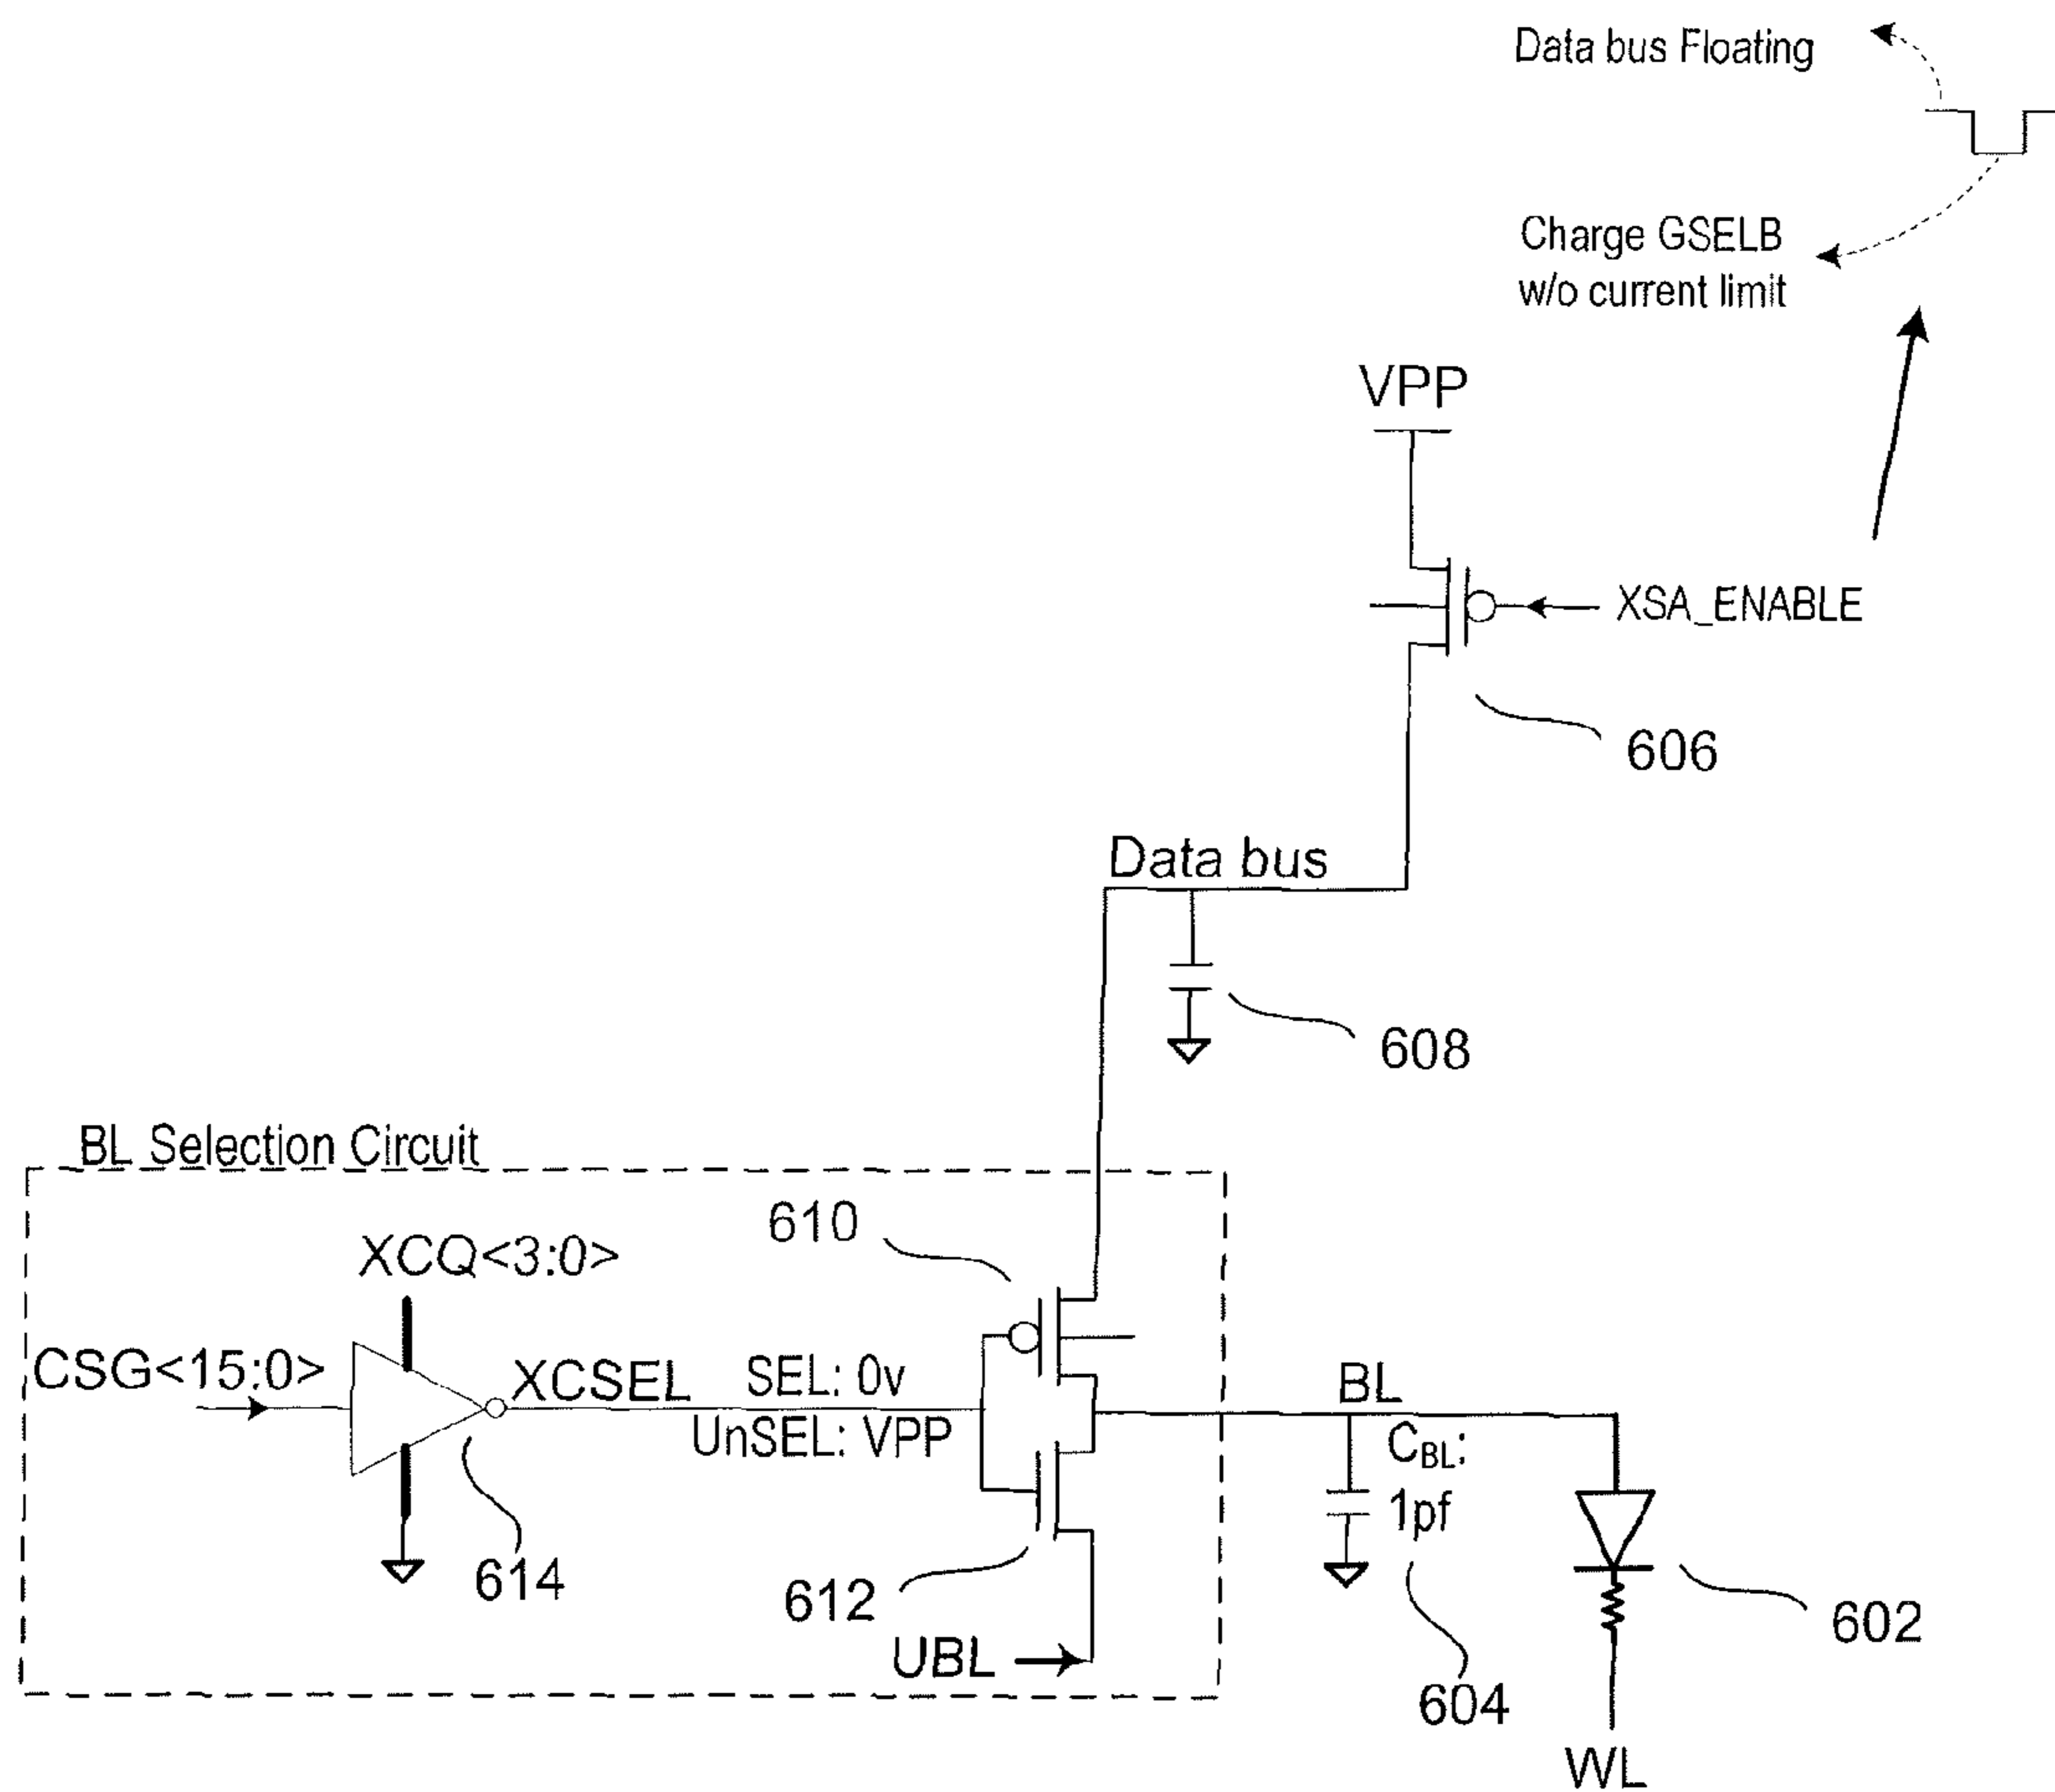 Data bus Floating
Charge GSELB
w/o current limit
VPP
XSA_ENABLE
606
Data bus
608
BL Selection Circuit
610
XCQ<3:0>
CSG<15:0>
XCSEL
SEL: 0v
UnSEL: VPP
BL
CBL:
1pf
614
612
602
UBL
604
WL